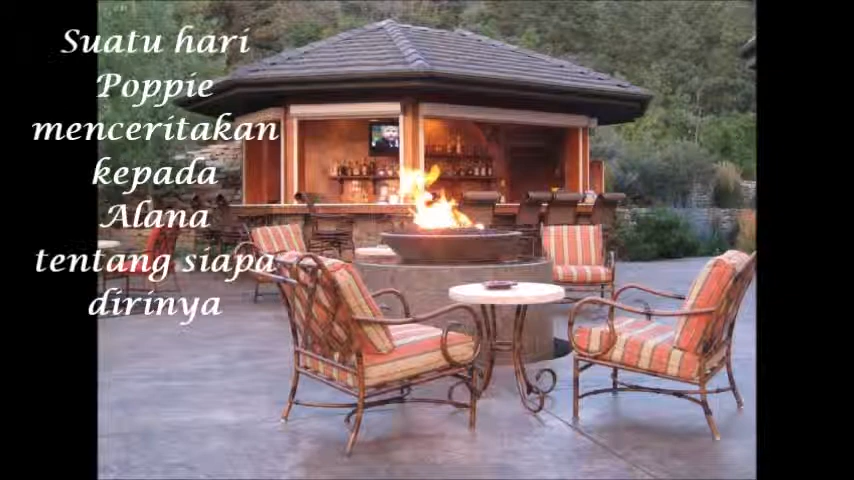 Suatu hari
Poppie
menceritakan
kepada
Alana
tentang siapa
dirinya